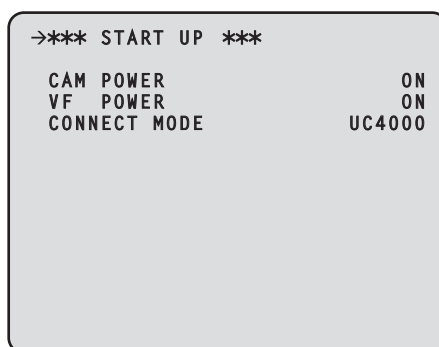 →*** START UP ***
CAM POWER ON
VF POWER ON
CONNECT MODE UC4000